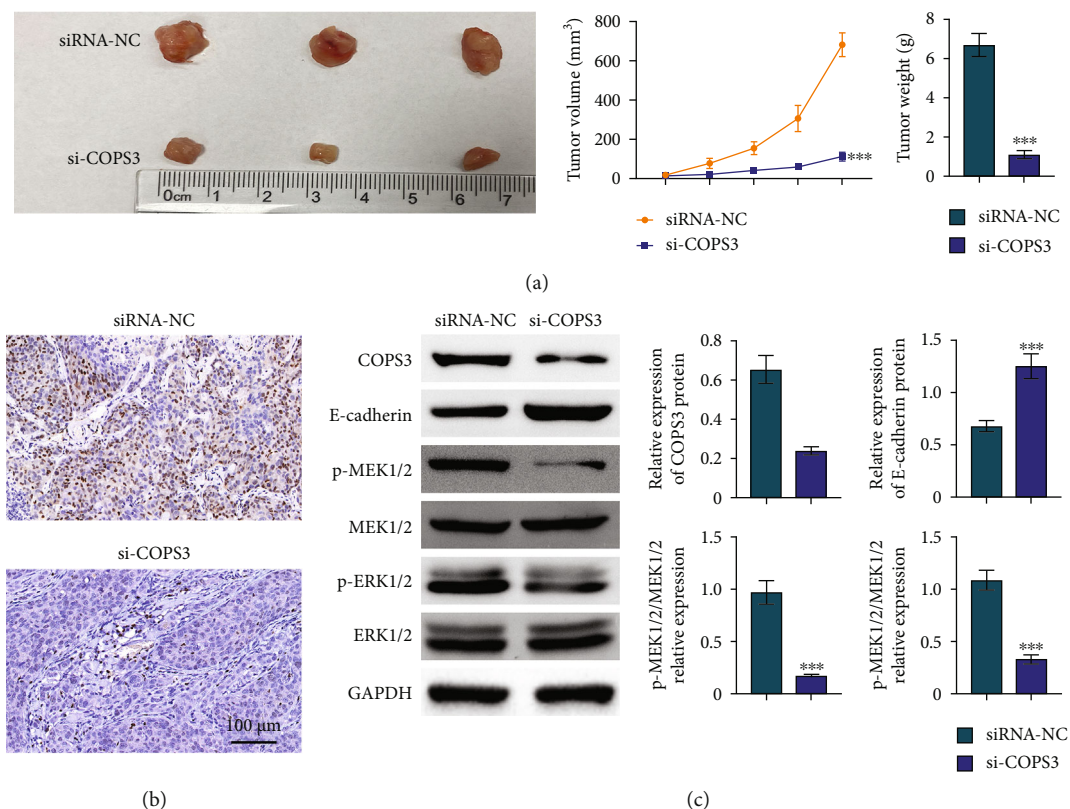 siRNA-NC
si-COPS3
0cm 1 2 3 4 5 6 7
Tumor volume (mm³)
800
600
400
200
0
***
siRNA-NC
si-COPS3
Tumor weight (g)
8
6
4
2
0
***
siRNA-NC
si-COPS3
(a)
siRNA-NC
si-COPS3
100 μm
(b)
siRNA-NC si-COPS3
COPS3
E-cadherin
p-MEK1/2
MEK1/2
p-ERK1/2
ERK1/2
GAPDH
Relative expression
of COPS3 protein
0.8
0.6
0.4
0.2
0
Relative expression
of E-cadherin protein
1.5
1.0
0.5
0
***
p-MEK1/2/MEK1/2
relative expression
1.5
1.0
0.5
0
***
p-MEK1/2/MEK1/2
relative expression
1.5
1.0
0.5
0
***
siRNA-NC
si-COPS3
(c)